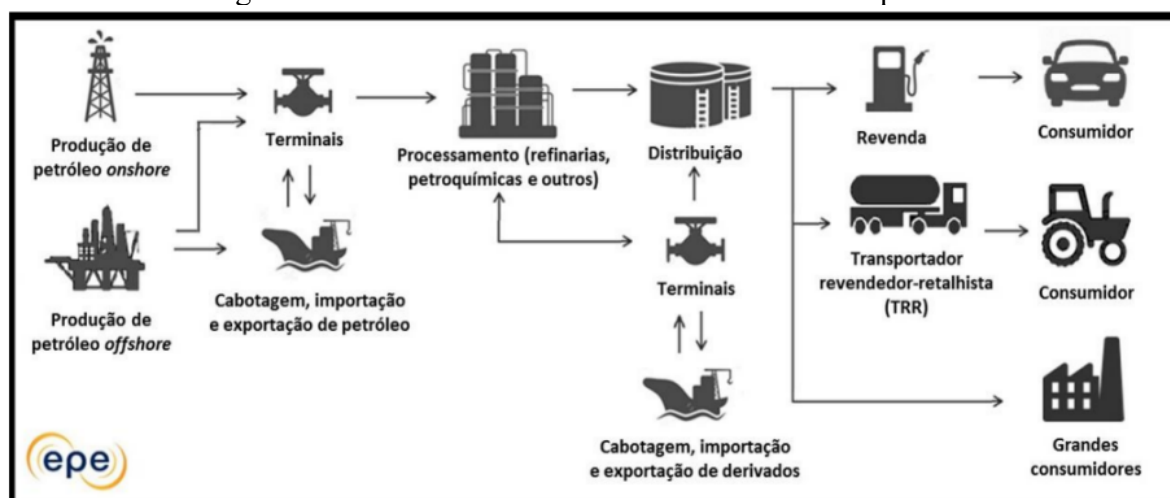 Produção de
petróleo onshore
Terminais
Processamento (refinarias,
petroquímicas e outros)
Distribuição
Revenda
Consumidor
Produção de
petróleo offshore
Cabotagem, importação
e exportação de petróleo
Terminais
Transportador
revendedor-retalhista
(TRR)
Consumidor
Cabotagem, importação
e exportação de derivados
Grandes
consumidores
epe